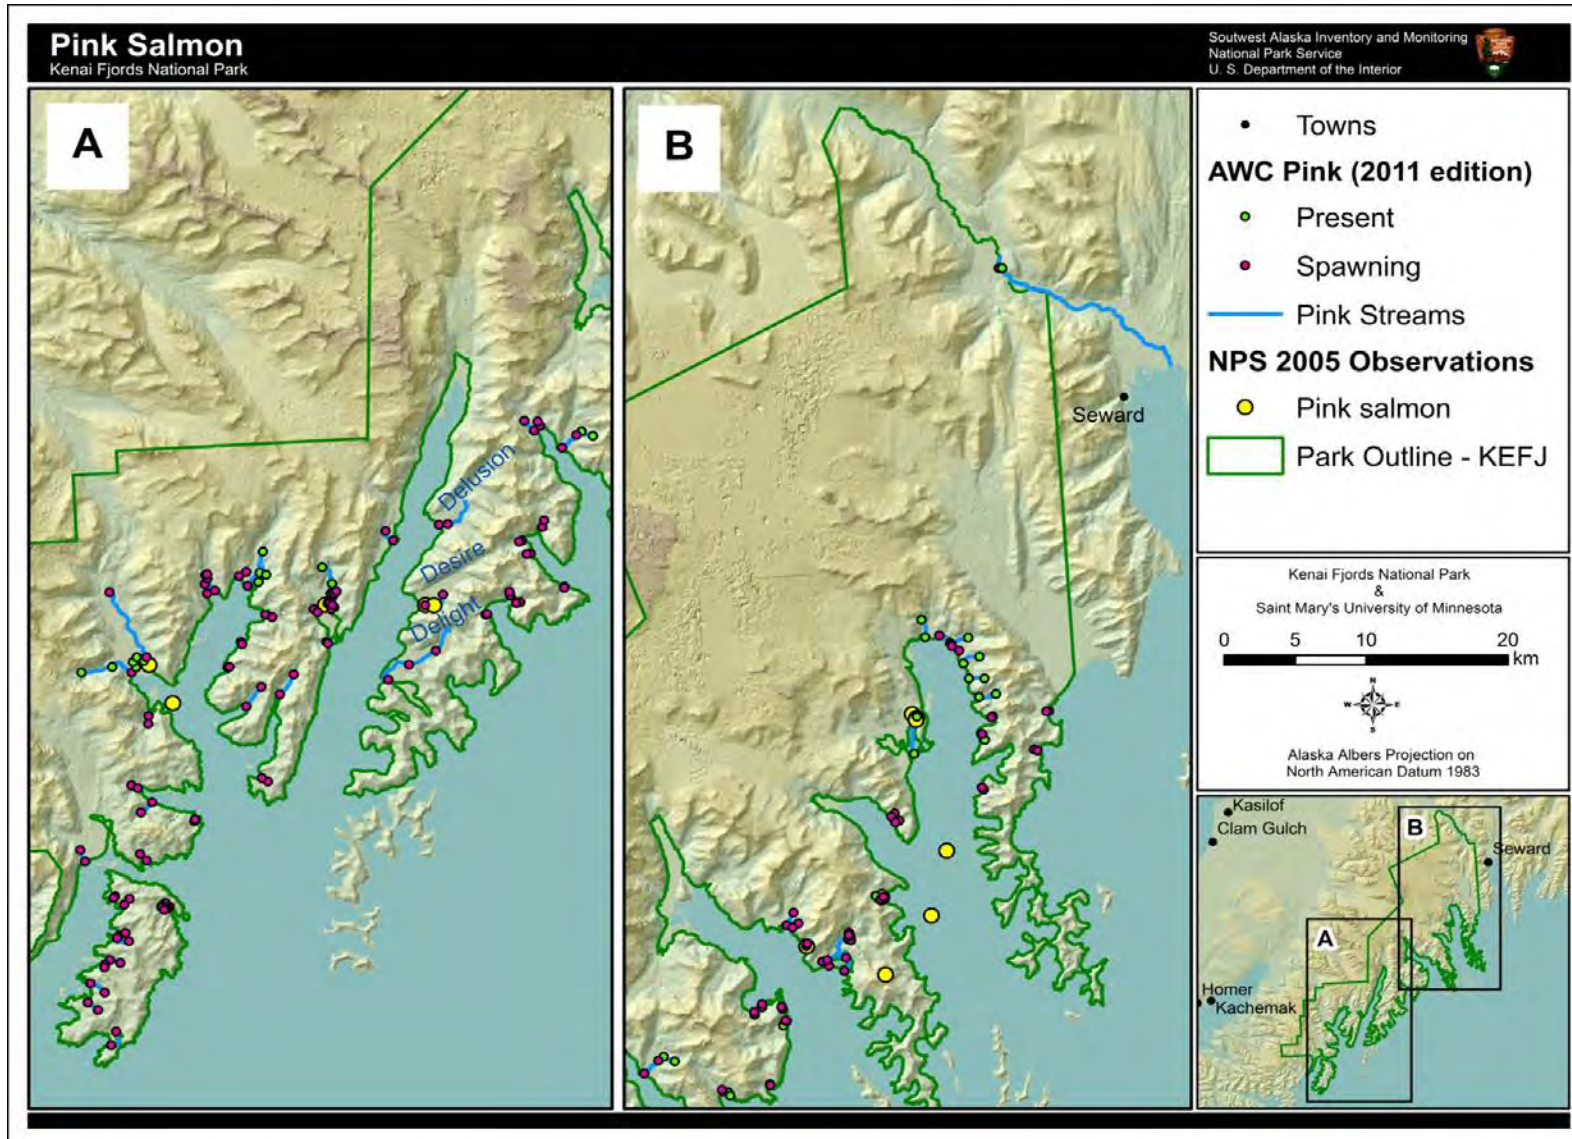 Pink Salmon
Kenai Fjords National Park
Soutwest Alaska Inventory and Monitoring
National Park Service
U. S. Department of the Interior
A
Delusion
Desire
Delight
B
Seward
Towns
AWC Pink (2011 edition)
Present
Spawning
Pink Streams
NPS 2005 Observations
Pink salmon
Park Outline - KEFJ
Kenai Fjords National Park
&
Saint Mary's University of Minnesota
0 5 10 20
km
N
W E
S
Alaska Albers Projection on
North American Datum 1983
Kasilof
Clam Gulch
B
Seward
A
Homer
Kachemak